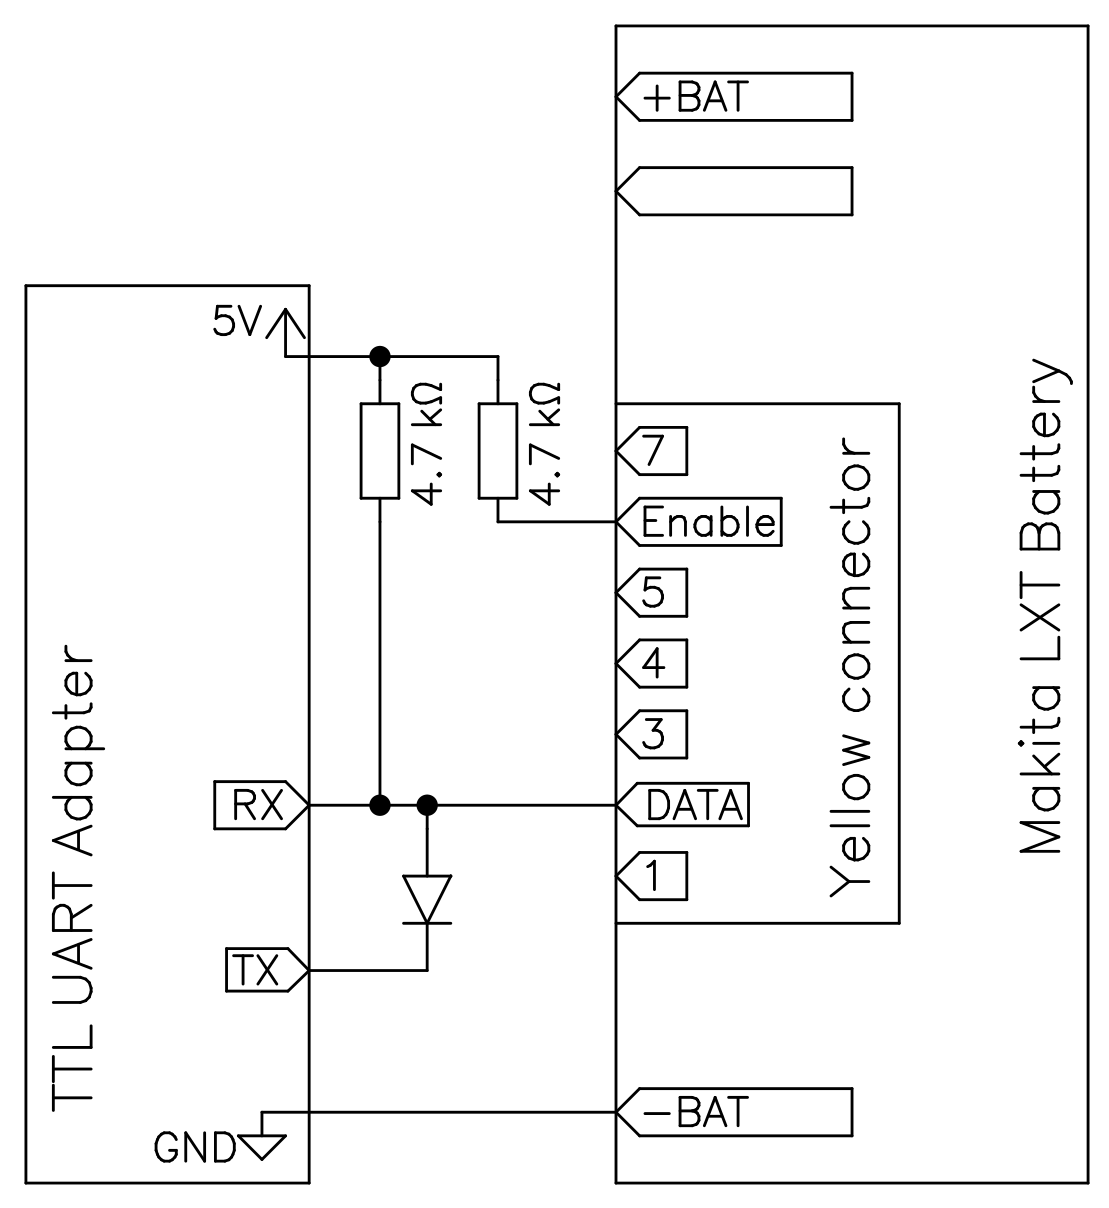 +BAT
5V
4.7 kΩ
4.7 kΩ
7
Enable
5
4
3
DATA
1
Yellow connector
Makita LXT Battery
TTL UART Adapter
RX
TX
-BAT
GND